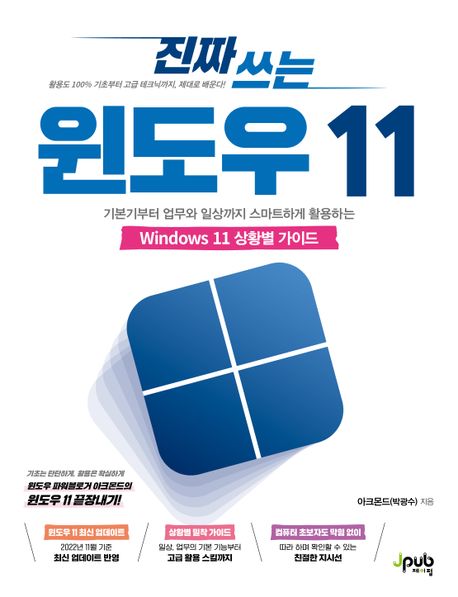 진짜 쓰는
활용도 100% 기초부터 고급 테크닉까지, 제대로 배운다!
윈도우 11
기본기부터 업무와 일상까지 스마트하게 활용하는
Windows 11 상황별 가이드
기초는 단단하게, 활용은 확실하게
윈도우 파워블로거 아크몬드의
윈도우 11 끝장내기!
아크몬드(박광수) 지음
윈도우 11 최신 업데이트
2022년 11월 기준
최신 업데이트 반영
상황별 밀착 가이드
일상, 업무의 기본 기능부터
고급 활용 스킬까지
컴퓨터 초보자도 막힘 없이
따라 하며 확인할 수 있는
친절한 지시선
Jpub
제이펍